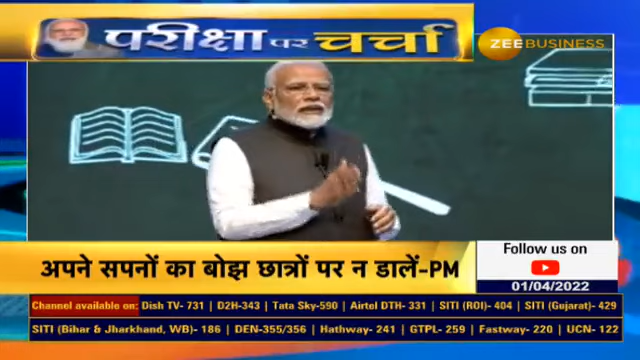 परीक्षा पर चर्चा
ZEE BUSINESS
अपने सपनों का बोझ छात्रों पर न डालें-PM
Follow us on
01/04/2022
Channel available on: Dish TV- 731 | D2H-343 | Tata Sky-590 | Airtel DTH- 331 | SITI (ROI)- 404 | SITI (Gujarat)- 429
SITI (Bihar & Jharkhand, WB)- 186 | DEN-355/356 | Hathway- 241 | GTPL- 259 | Fastway- 220 | UCN- 122